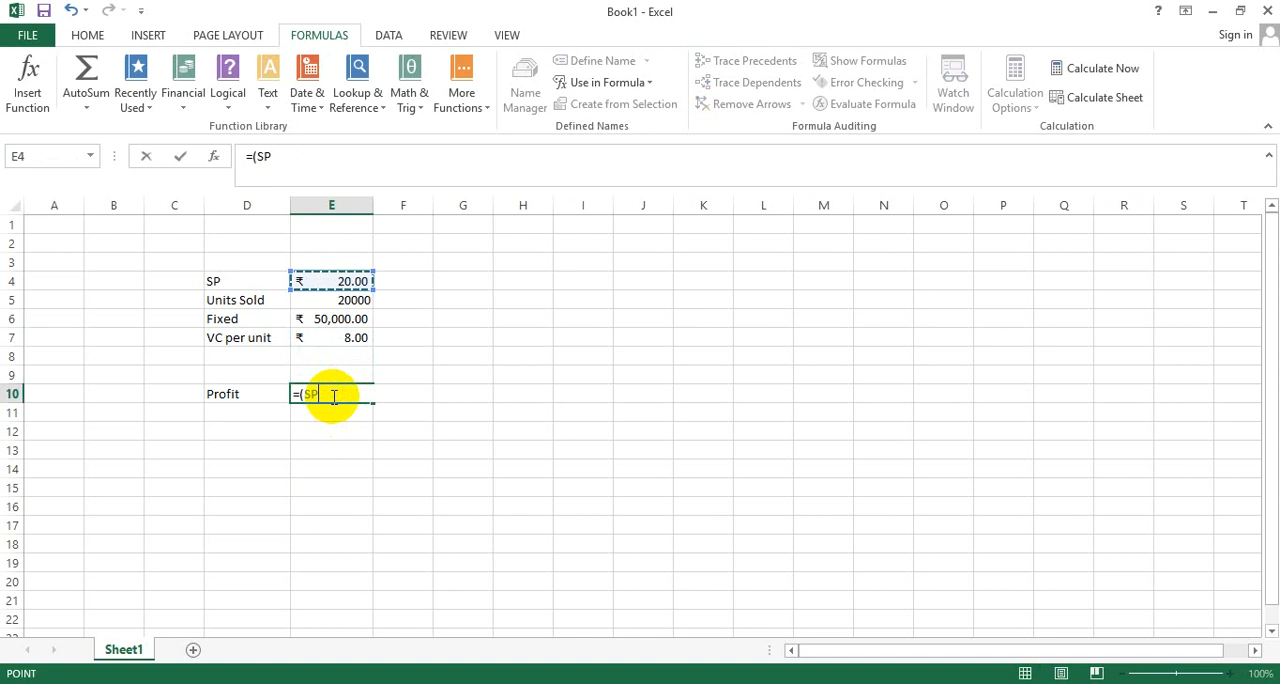 Book1 - Excel
? 
Sign in
FILE HOME INSERT PAGE LAYOUT FORMULAS DATA REVIEW VIEW
fx Insert Function
Σ AutoSum
Recently Used
Financial
Logical
Text
Date & Time
Lookup & Reference
Math & Trig
More Functions
Function Library
Name Manager
Define Name
Use in Formula
Create from Selection
Defined Names
Trace Precedents
Trace Dependents
Remove Arrows
Show Formulas
Error Checking
Evaluate Formula
Formula Auditing
Watch Window
Calculation Options
Calculate Now
Calculate Sheet
Calculation
E4 fx =(SP
A B C D E F G H I J K L M N O P Q R S T
1
2
3
4 SP ₹ 20.00
5 Units Sold 20000
6 Fixed ₹ 50,000.00
7 VC per unit ₹ 8.00
8
9
10 Profit =(SP
11
12
13
14
15
16
17
18
19
20
21
22
Sheet1
POINT 100%